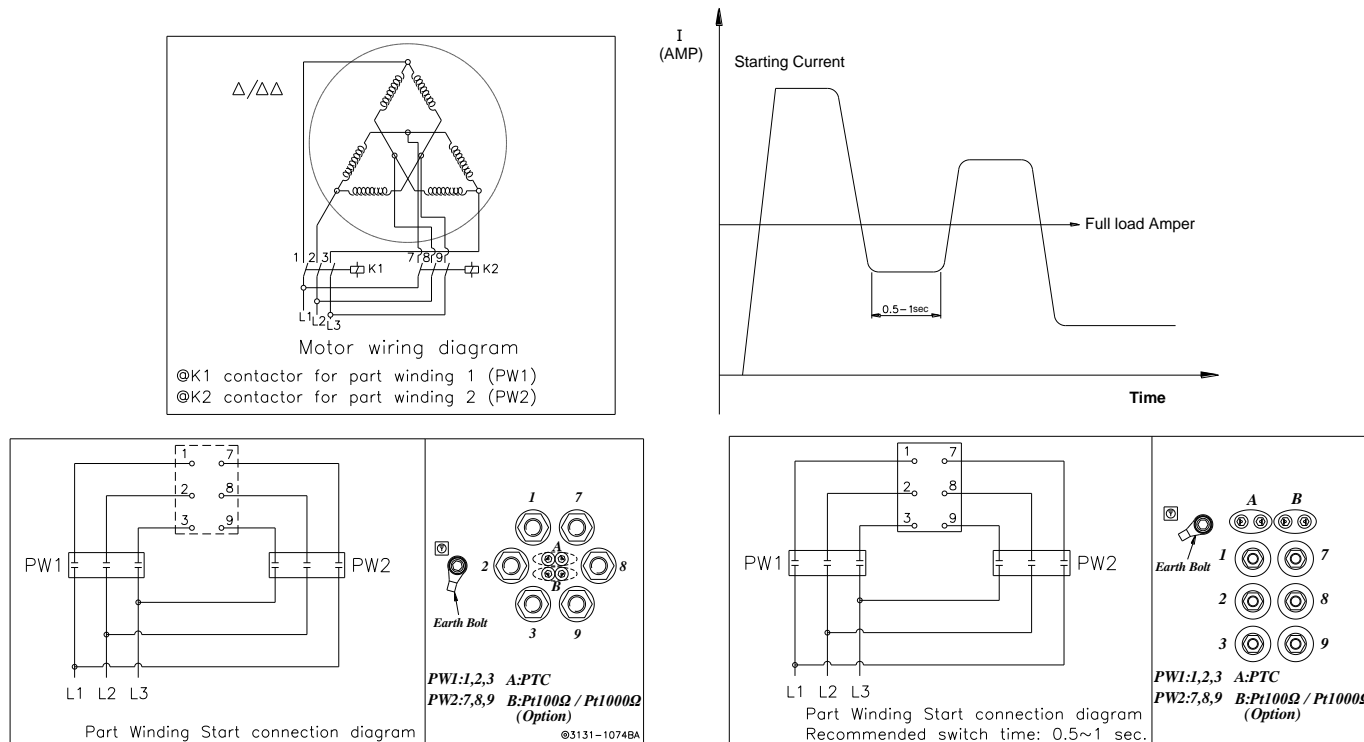 △/△△
1 2 3
7 8 9
K1
K2
L1 L2 L3
Motor wiring diagram
@K1 contactor for part winding 1 (PW1)
@K2 contactor for part winding 2 (PW2)
I
(AMP)
Starting Current
Full load Amper
0.5-1sec
Time
1 7
2 8
3 9
PW1
PW2
L1 L2 L3
Part Winding Start connection diagram
1 7
A
2 8
B
Earth Bolt
3 9
PW1:1,2,3 A:PTC
PW2:7,8,9 B:Pt100Ω / Pt1000Ω
(Option)
@3131-1074BA
1 7
2 8
3 9
PW1
PW2
L1 L2 L3
Part Winding Start connection diagram
Recommended switch time: 0.5~1 sec.
A B
Earth Bolt
1 7
2 8
3 9
PW1:1,2,3 A:PTC
PW2:7,8,9 B:Pt100Ω / Pt1000Ω
(Option)